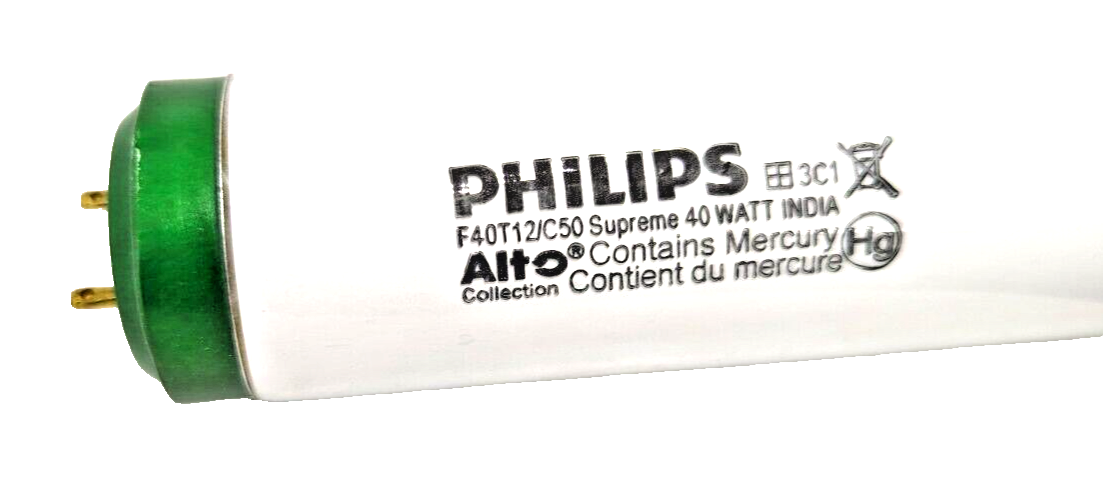 PHILIPS 3C1
F40T12/C50 Supreme 40 WATT INDIA
Alto® Contains Mercury Hg
Collection Contient du mercure